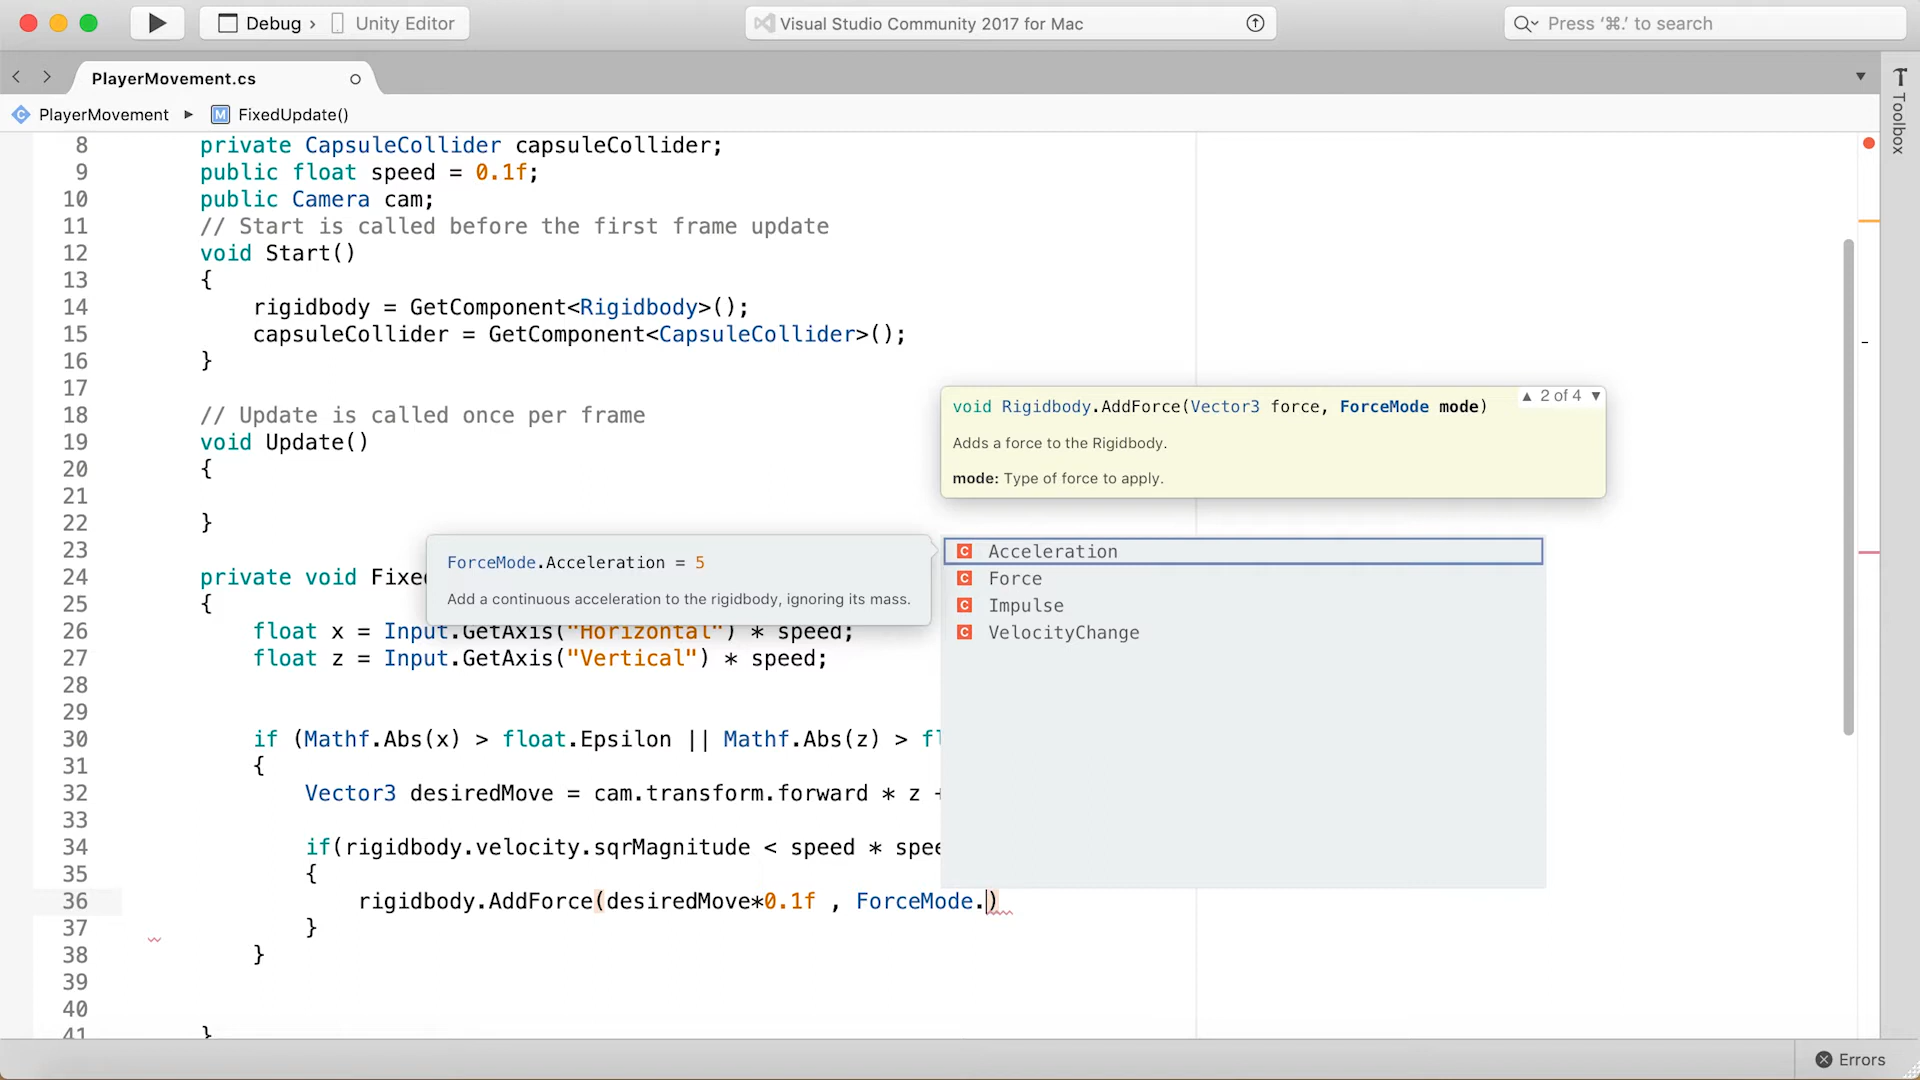 Debug › Unity Editor
Visual Studio Community 2017 for Mac
Press ‘⌘.’ to search
PlayerMovement.cs
Toolbox
PlayerMovement ▸ M FixedUpdate()
8 private CapsuleCollider capsuleCollider;
9 public float speed = 0.1f;
10 public Camera cam;
11 // Start is called before the first frame update
12 void Start()
13 {
14 rigidbody = GetComponent<Rigidbody>();
15 capsuleCollider = GetComponent<CapsuleCollider>();
16 }
17
18 // Update is called once per frame
19 void Update()
20 {
21
22 }
23
24 private void Fixed
25 {
26 float x = Input.GetAxis("Horizontal") * speed;
27 float z = Input.GetAxis("Vertical") * speed;
28
29
30 if (Mathf.Abs(x) > float.Epsilon || Mathf.Abs(z) > fl
31 {
32 Vector3 desiredMove = cam.transform.forward * z +
33
34 if(rigidbody.velocity.sqrMagnitude < speed * spee
35 {
36 rigidbody.AddForce(desiredMove*0.1f , ForceMode.)
37 }
38 }
39
40
41 }
▲ 2 of 4 ▼
void Rigidbody.AddForce(Vector3 force, ForceMode mode)
Adds a force to the Rigidbody.
mode: Type of force to apply.
ForceMode.Acceleration = 5
Add a continuous acceleration to the rigidbody, ignoring its mass.
C Acceleration
C Force
C Impulse
C VelocityChange
Errors